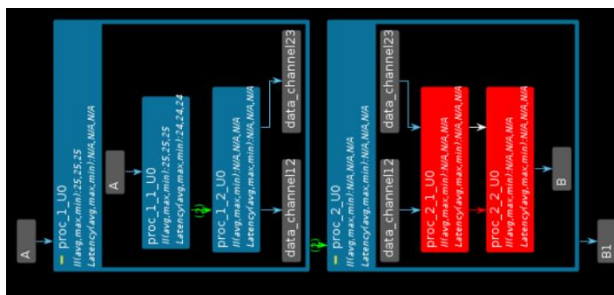 A
proc_1_U0
II(avg,max,min):25,25,25
Latency(avg,max,min):N/A,N/A,N/A
A
proc_1_1_U0
II(avg,max,min):25,25,25
Latency(avg,max,min):24,24,24
(2)
proc_1_2_U0
II(avg,max,min):N/A,N/A,N/A
Latency(avg,max,min):N/A,N/A,N/A
data_channel12
data_channel23
(2)
proc_2_U0
II(avg,max,min):N/A,N/A,N/A
Latency(avg,max,min):N/A,N/A,N/A
data_channel12
data_channel23
proc_2_1_U0
II(avg,max,min):N/A,N/A,N/A
Latency(avg,max,min):N/A,N/A,N/A
proc_2_2_U0
II(avg,max,min):N/A,N/A,N/A
Latency(avg,max,min):N/A,N/A,N/A
B
B1